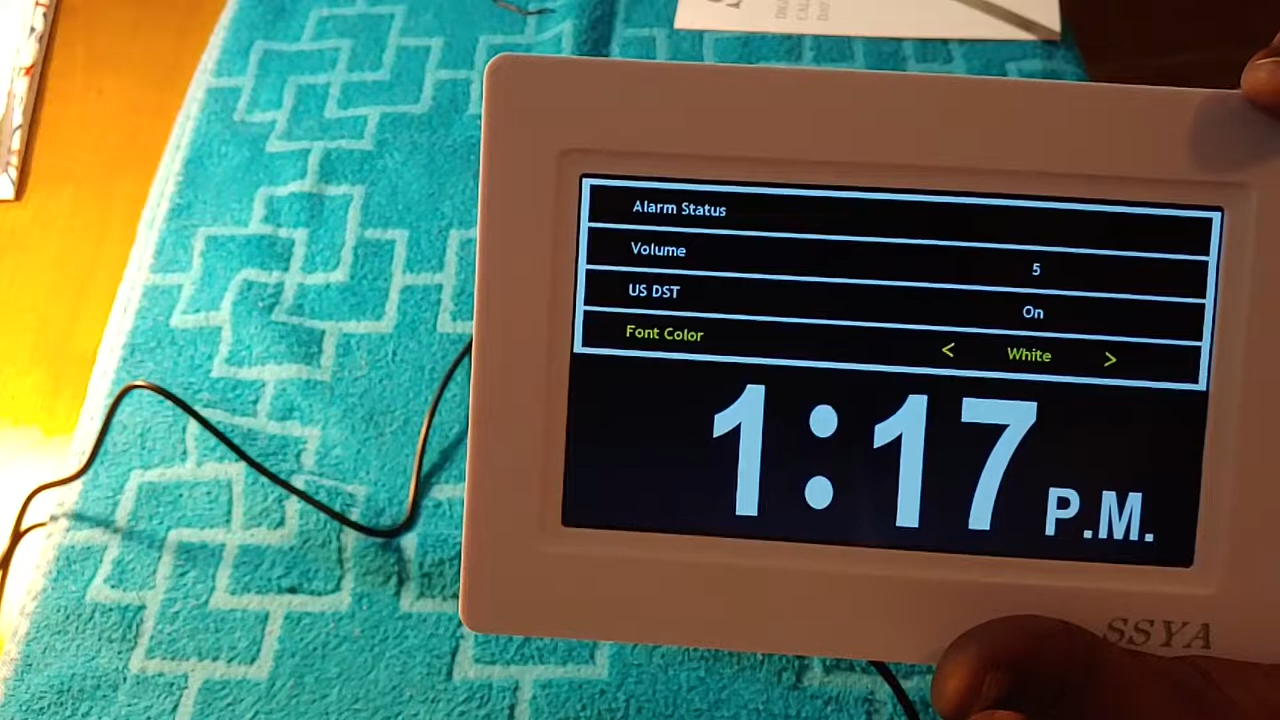 Alarm Status
Volume 5
US DST On
Font Color < White >
1:17 P.M.
SSYA